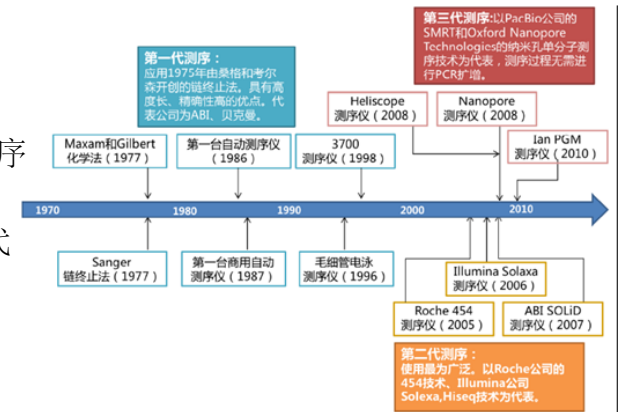 第三代测序:以PacBio公司的
SMRT和Oxford Nanopore
Technologies的纳米孔单分子测
序技术为代表，测序过程无需进
行PCR扩增。
第一代测序：
应用1975年由桑格和考尔
森开创的链终止法。具有高
度长、精确性高的优点。代
表公司为ABI、贝克曼。
Heliscope
测序仪（2008）
Nanopore
测序仪（2008）
序
Maxam和Gilbert
化学法（1977）
第一台自动测序仪
（1986）
3700
测序仪（1998）
Ian PGM
测序仪（2010）
1970
1980
1990
2000
2010
式
Sanger
链终止法（1977）
第一台商用自动
测序仪（1987）
毛细管电泳
测序仪（1996）
Illumina Solaxa
测序仪（2006）
Roche 454
测序仪（2005）
ABI SOLiD
测序仪（2007）
第二代测序：
使用最为广泛。以Roche公司的
454技术、Illumina公司
Solexa,Hiseq技术为代表。